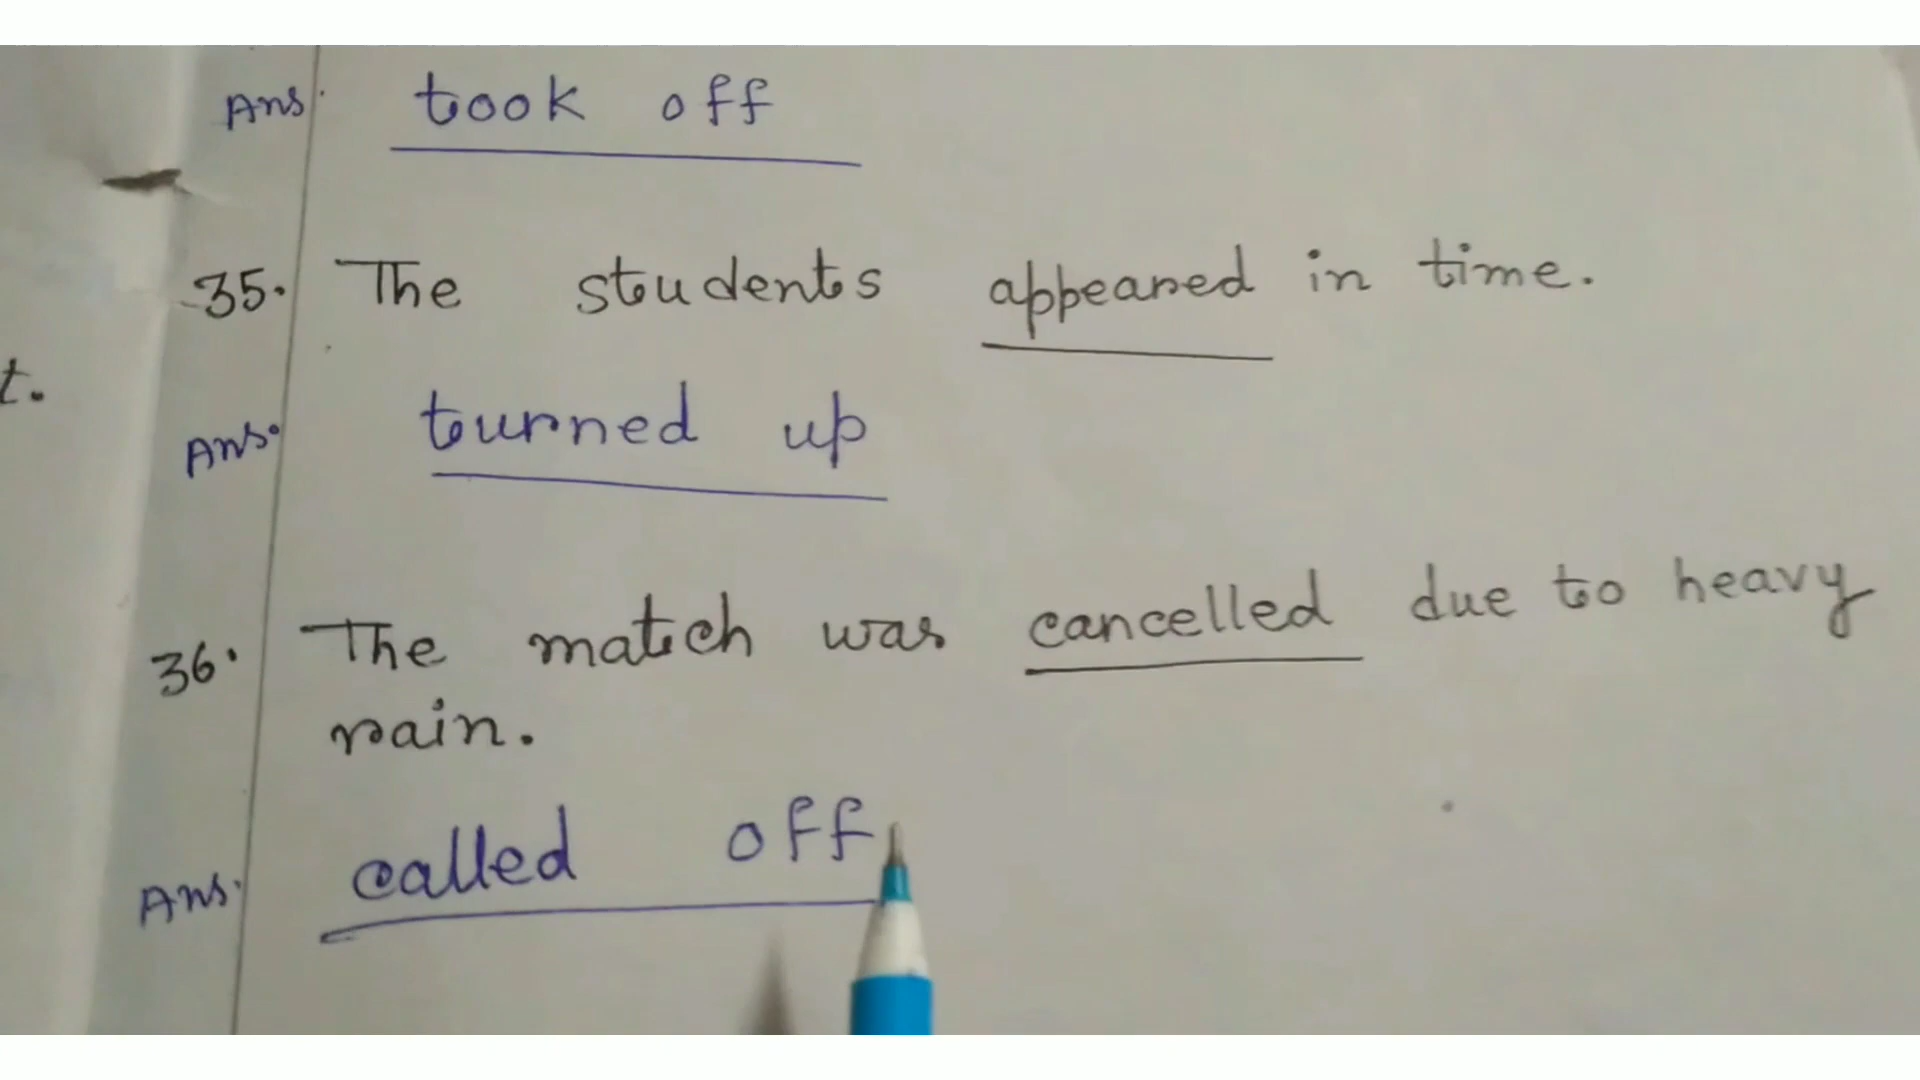 Ans. took off
35. The students appeared in time.
t.
Ans. turned up
36. The match was cancelled due to heavy
rain.
Ans. called off